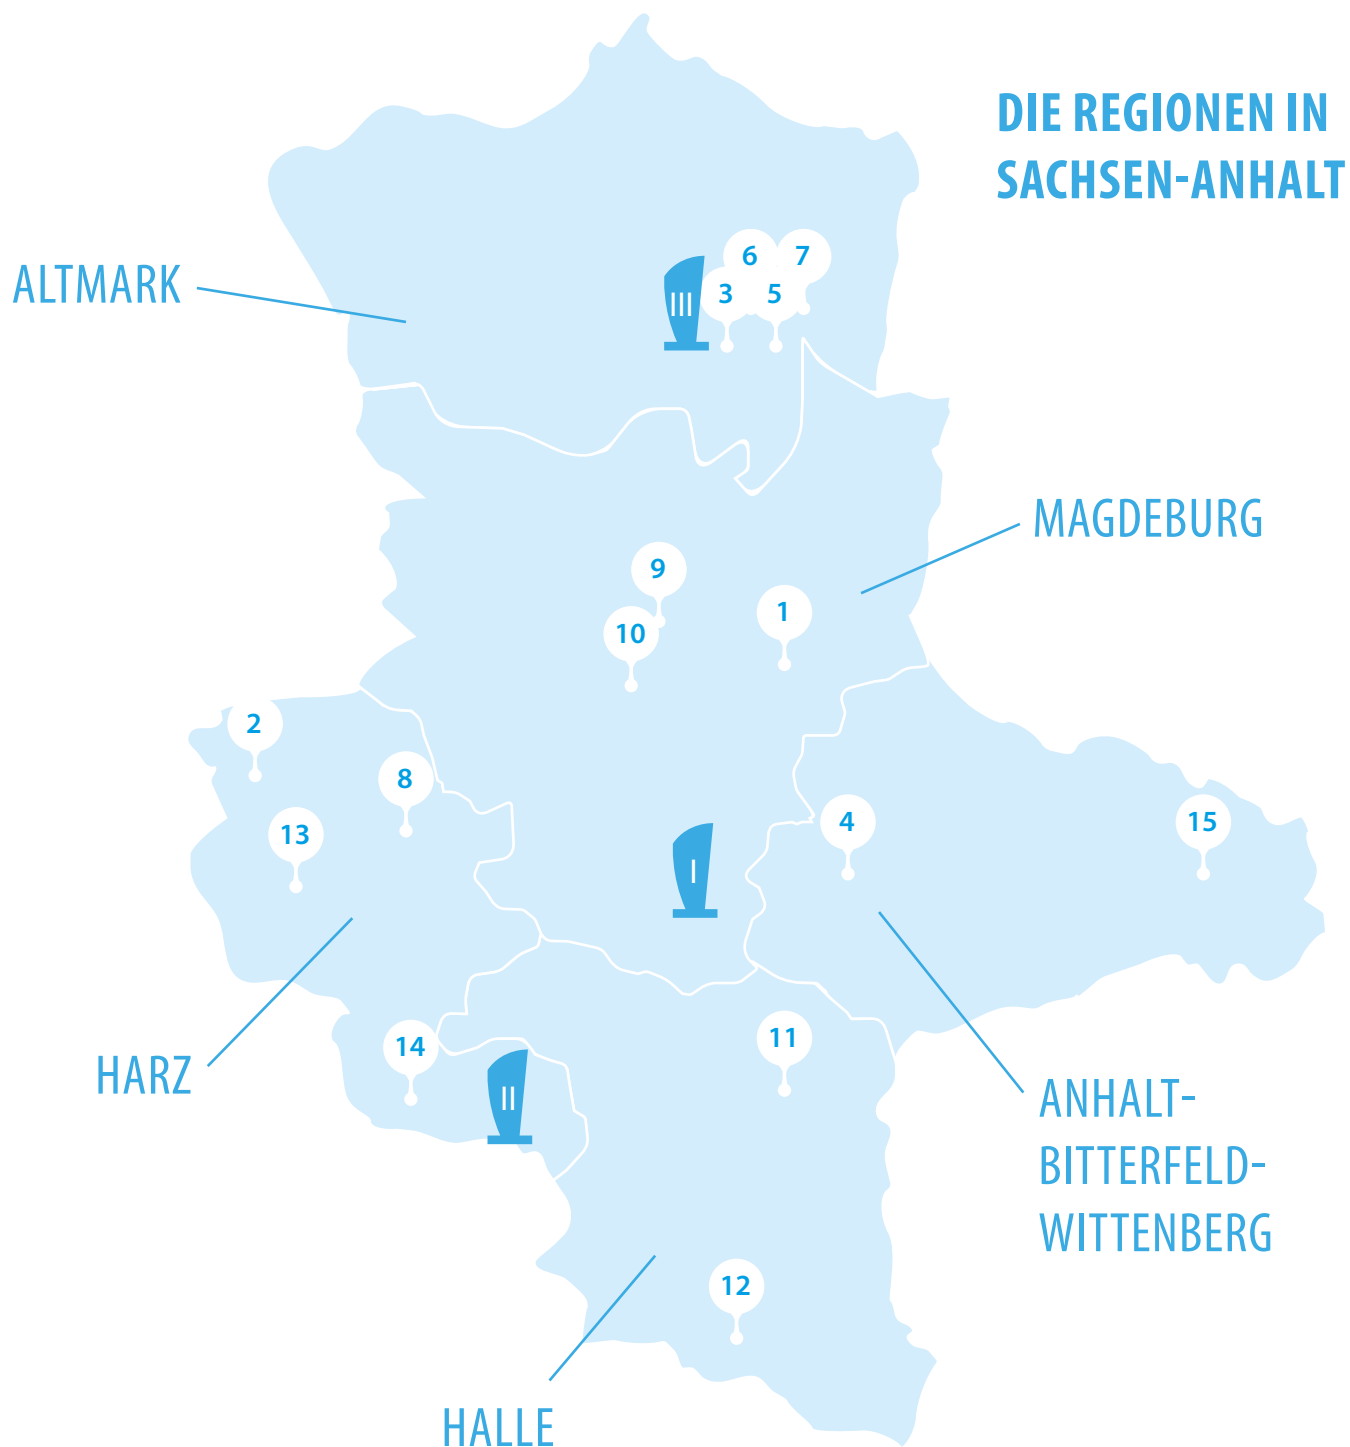 DIE REGIONEN IN
SACHSEN-ANHALT
6
7
ALTMARK
III
3
5
MAGDEBURG
9
1
10
2
8
13
4
15
I
11
14
HARZ
II
ANHALT-
BITTERFELD-
WITTENBERG
12
HALLE